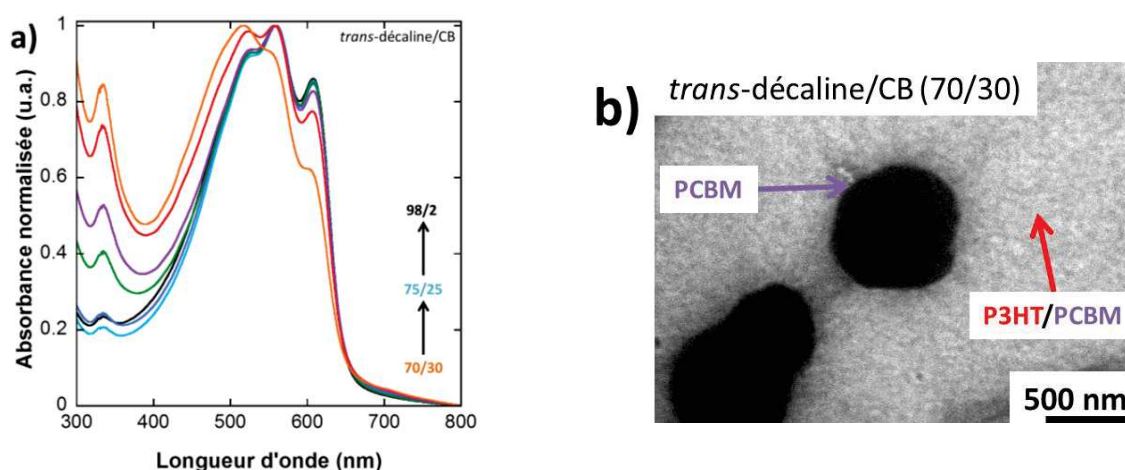 a)
trans-décaline/CB
Absorbance normalisée (u.a.)
1
0.8
0.6
0.4
0.2
0
98/2
75/25
70/30
300 400 500 600 700 800
Longueur d'onde (nm)
b)
trans-décaline/CB (70/30)
PCBM
P3HT/PCBM
500 nm